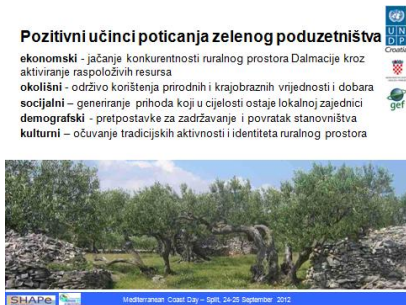 Pozitivni učinci poticanja zelenog poduzetništva
ekonomski - jačanje konkurentnosti ruralnog prostora Dalmacije kroz
aktiviranje raspoloživih resursa
okolišni - održivo korištenja prirodnih i krajobraznih vrijednosti i dobara
socijalni – generiranje prihoda koji u cijelosti ostaje lokalnoj zajednici
demografski - pretpostavke za zadržavanje i povratak stanovništva
kulturni – očuvanje tradicijskih aktivnosti i identiteta ruralnog prostora
UN
DP
Croatia
gef
SHAPe
Mediterranean Coast Day – Split, 24-25 September 2012